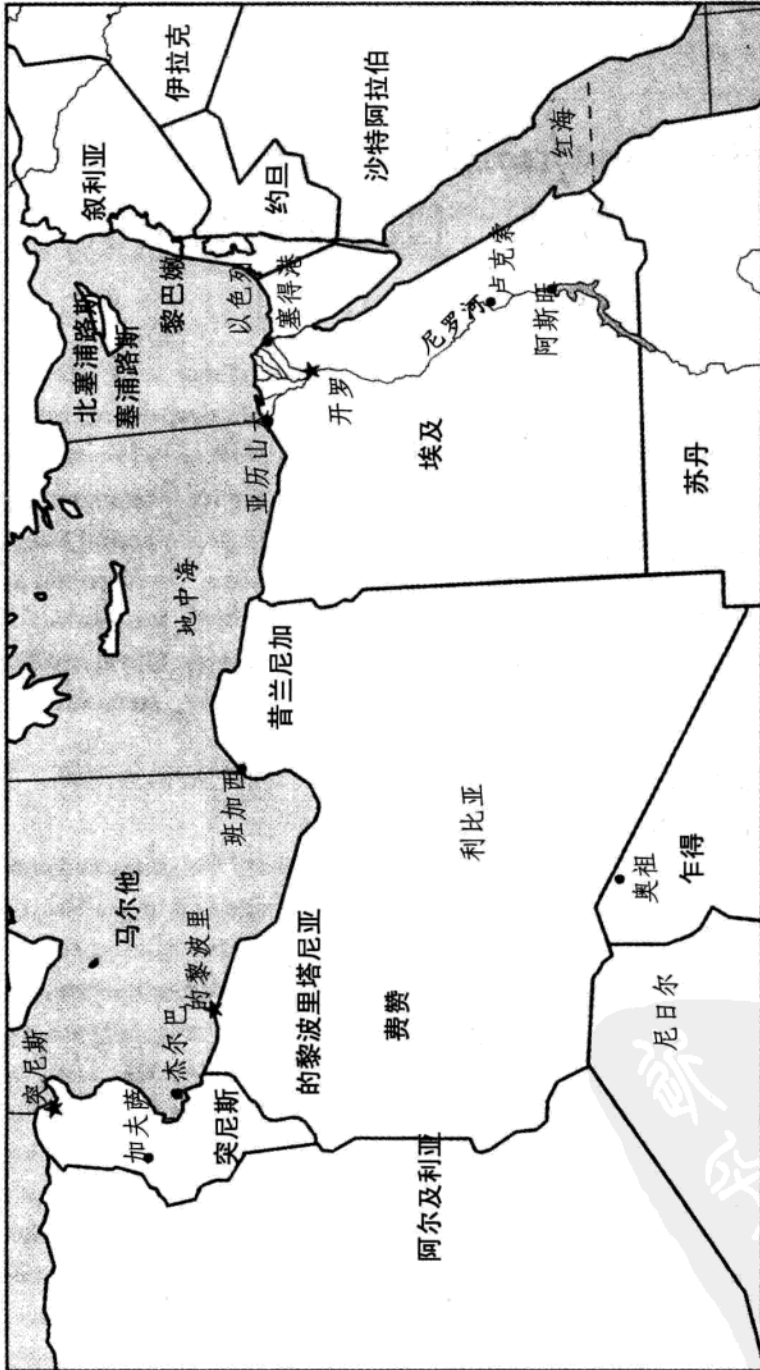 突尼斯
马尔他
地中海
北塞浦路斯
塞浦路斯
黎巴嫩
叙利亚
伊拉克
加夫萨
杰尔巴
的黎波里
班加西
亚历山大
以色列
塞得港
约旦
沙特阿拉伯
突尼斯
的黎波里塔尼亚
昔兰尼加
开罗
尼罗河
卢克索
阿斯旺
红海
阿尔及利亚
费赞
利比亚
埃及
尼日尔
奥祖
乍得
苏丹